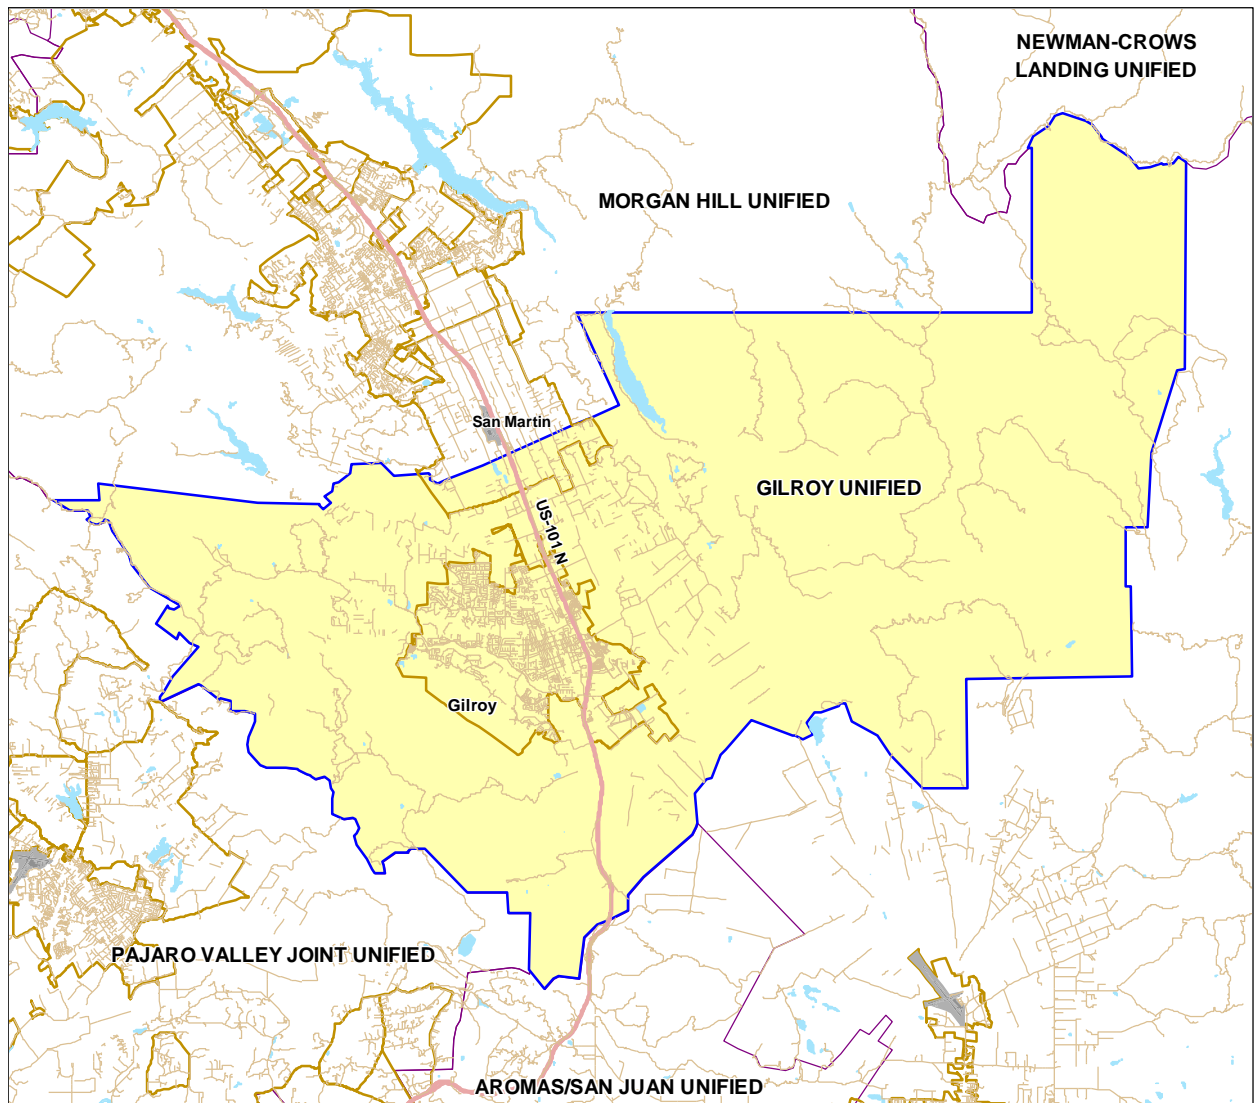 NEWMAN-CROWS
LANDING UNIFIED
MORGAN HILL UNIFIED
San Martin
GILROY UNIFIED
US-101 N
Gilroy
PAJARO VALLEY JOINT UNIFIED
AROMAS/SAN JUAN UNIFIED